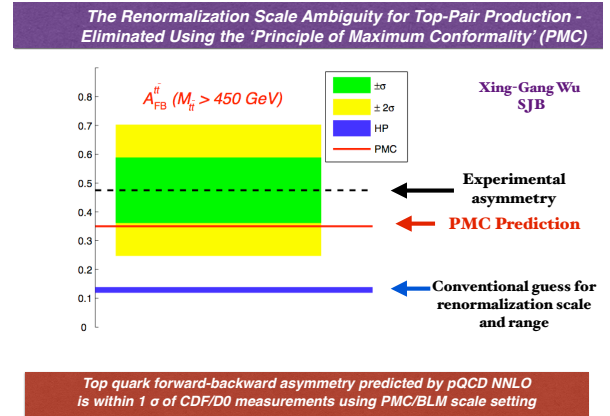 The Renormalization Scale Ambiguity for Top-Pair Production -
Eliminated Using the ‘Principle of Maximum Conformality’ (PMC)
A_FB^{tt̄} (M_{tt̄} > 450 GeV)
±σ
± 2σ
HP
PMC
Xing-Gang Wu
SJB
0.8
0.7
0.6
0.5
0.4
0.3
0.2
0.1
0
Experimental
asymmetry
PMC Prediction
Conventional guess for
renormalization scale
and range
Top quark forward-backward asymmetry predicted by pQCD NNLO
is within 1 σ of CDF/D0 measurements using PMC/BLM scale setting